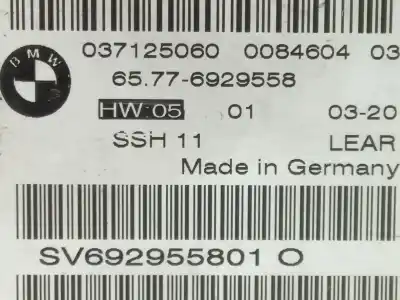 BMW
037125060 0084604 03
65.77-6929558
HW:05 01 03-20
SSH 11 LEAR
Made in Germany
SV692955801 O